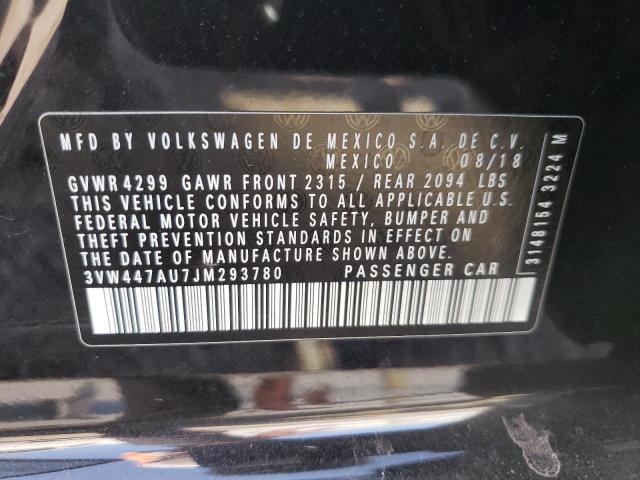 MFD BY VOLKSWAGEN DE MEXICO S.A. DE C.V.
MEXICO 08/18
GVWR 4299 GAWR FRONT 2315 / REAR 2094 LBS
THIS VEHICLE CONFORMS TO ALL APPLICABLE U.S.
FEDERAL MOTOR VEHICLE SAFETY, BUMPER AND
THEFT PREVENTION STANDARDS IN EFFECT ON
THE DATE OF MANUFACTURE SHOWN ABOVE.
3VW447AU7JM293780 PASSENGER CAR
3148154 3224 M